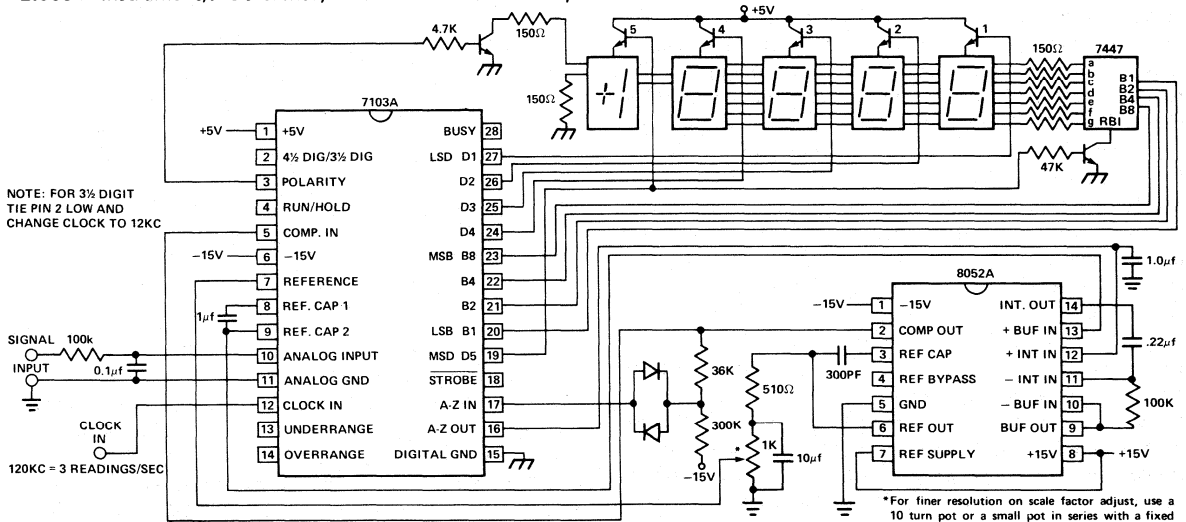 +5V
5
4
3
2
1
4.7K
150Ω
150Ω
150Ω
7447
a
b
c
d
e
f
g
B1
B2
B4
B8
RBI
47K
7103A
+5V
1 +5V
2 4½ DIG/3½ DIG
3 POLARITY
4 RUN/HOLD
5 COMP. IN
-15V
6 −15V
7 REFERENCE
8 REF. CAP 1
9 REF. CAP 2
10 ANALOG INPUT
11 ANALOG GND
12 CLOCK IN
13 UNDERRANGE
14 OVERRANGE
BUSY 28
LSD D1 27
D2 26
D3 25
D4 24
MSB B8 23
B4 22
B2 21
LSB B1 20
MSD D5 19
STROBE 18
A-Z IN 17
A-Z OUT 16
DIGITAL GND 15
NOTE: FOR 3½ DIGIT
TIE PIN 2 LOW AND
CHANGE CLOCK TO 12KC
1µf
SIGNAL
INPUT
100k
0.1µf
CLOCK
IN
120KC = 3 READINGS/SEC
36K
300K
-15V
510Ω
*
1K
10µf
300PF
1.0µf
8052A
-15V
1 −15V
2 COMP OUT
3 REF CAP
4 REF BYPASS
5 GND
6 REF OUT
7 REF SUPPLY
INT. OUT 14
+ BUF IN 13
+ INT IN 12
− INT IN 11
− BUF IN 10
BUF OUT 9
+15V 8
+15V
.22µf
100K
*For finer resolution on scale factor adjust, use a
10 turn pot or a small pot in series with a fixed